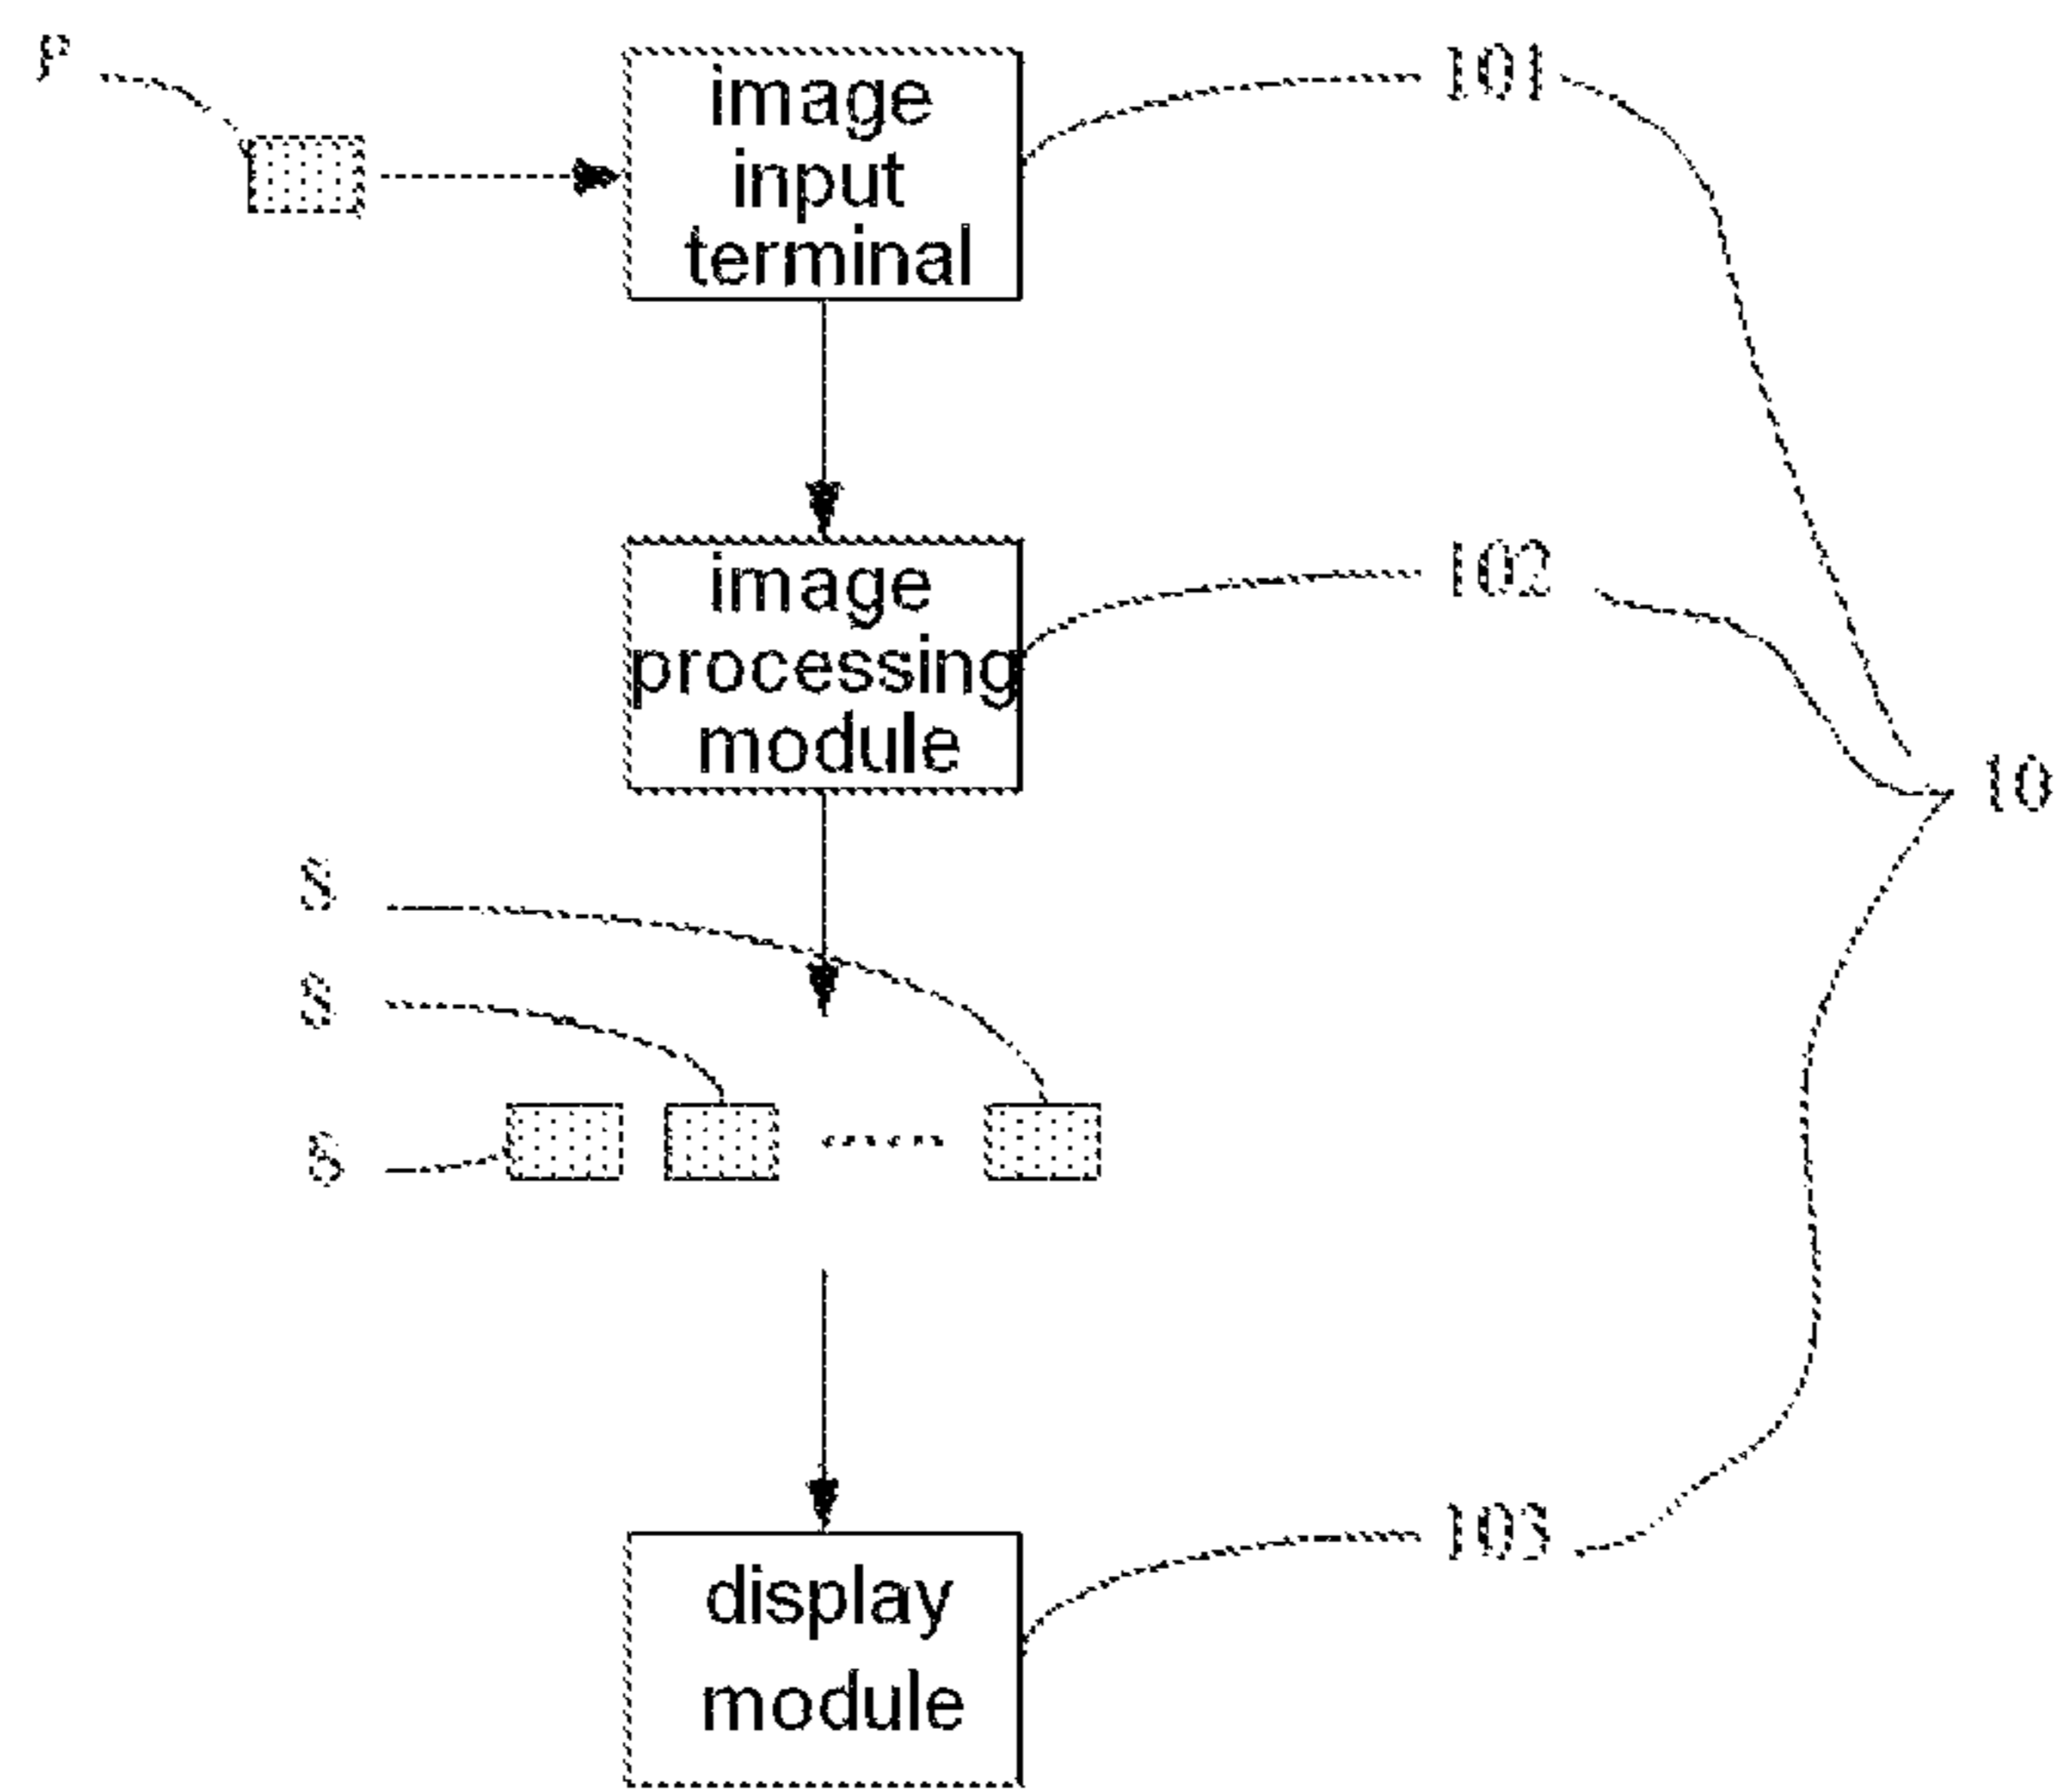 P
image
input
terminal
101
image
processing
module
102
10
S
S
S
display
module
103